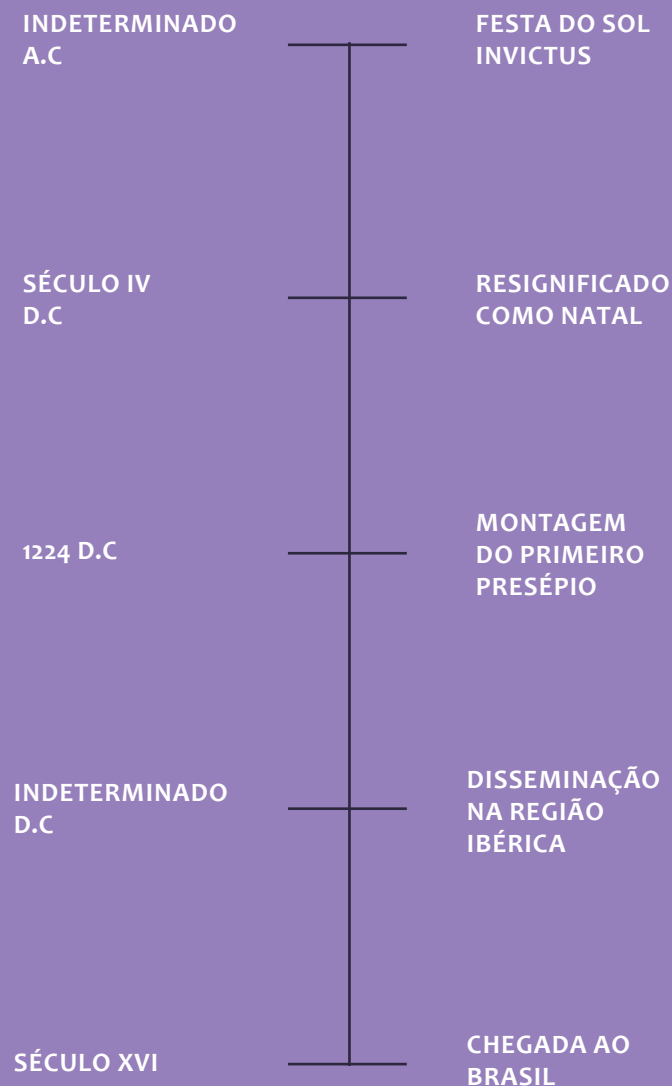 INDETERMINADO
A.C
FESTA DO SOL
INVICTUS
SÉCULO IV
D.C
RESIGNIFICADO
COMO NATAL
1224 D.C
MONTAGEM
DO PRIMEIRO
PRESÉPIO
INDETERMINADO
D.C
DISSEMINAÇÃO
NA REGIÃO
IBÉRICA
SÉCULO XVI
CHEGADA AO
BRASIL